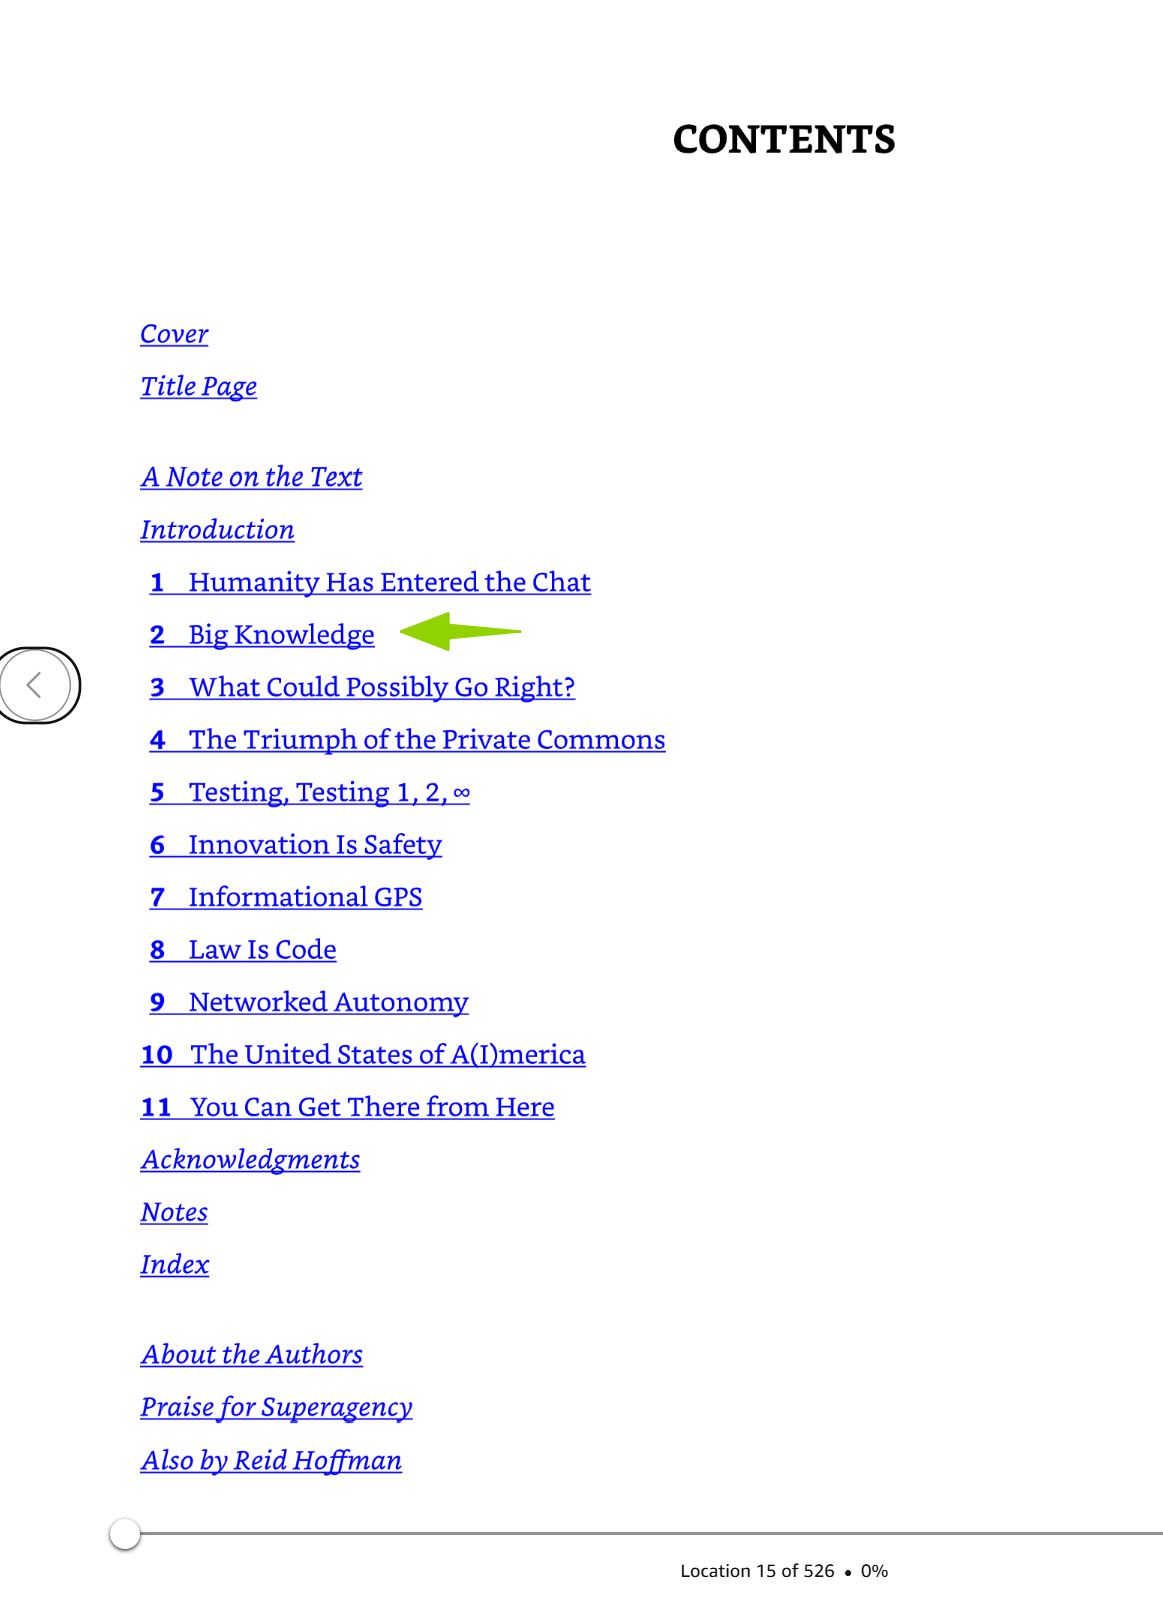 CONTENTS
Cover
Title Page
A Note on the Text
Introduction
1 Humanity Has Entered the Chat
2 Big Knowledge
3 What Could Possibly Go Right?
4 The Triumph of the Private Commons
5 Testing, Testing 1, 2, ∞
6 Innovation Is Safety
7 Informational GPS
8 Law Is Code
9 Networked Autonomy
10 The United States of A(I)merica
11 You Can Get There from Here
Acknowledgments
Notes
Index
About the Authors
Praise for Superagency
Also by Reid Hoffman
Location 15 of 526 • 0%